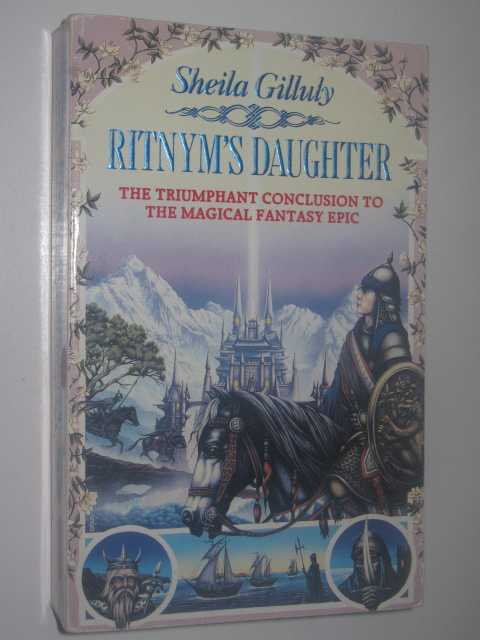 Sheila Gilluly
RITNYM'S DAUGHTER
THE TRIUMPHANT CONCLUSION TO
THE MAGICAL FANTASY EPIC